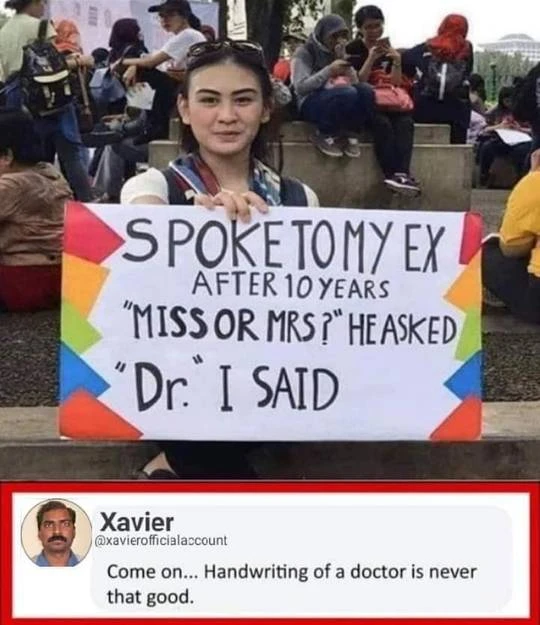 SPOKE TO MY EX
AFTER 10 YEARS
"MISS OR MRS?" HE ASKED
"Dr." I SAID
Xavier
@xavierofficialaccount
Come on... Handwriting of a doctor is never
that good.